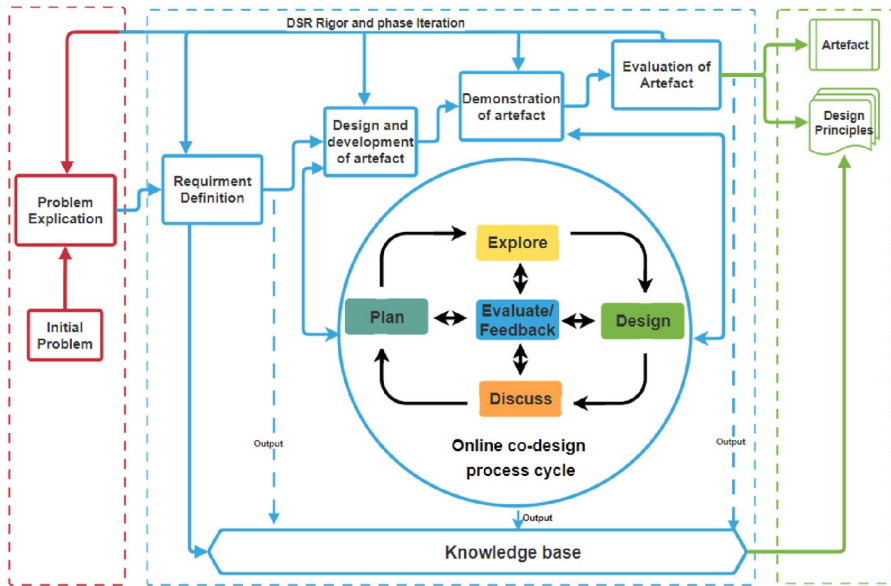 DSR Rigor and phase Iteration
Artefact
Evaluation of
Artefact
Demonstration
of artefact
Design
Principles
Design and
development
of artefact
Requirment
Definition
Problem
Explication
Explore
Initial
Problem
Plan
Evaluate/
Feedback
Design
Discuss
Online co-design
process cycle
Output
Output
Output
Knowledge base